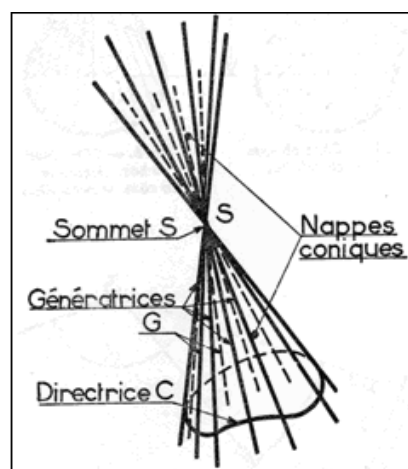 S
Sommet S
Nappes
coniques
Génératrices
G
Directrice C